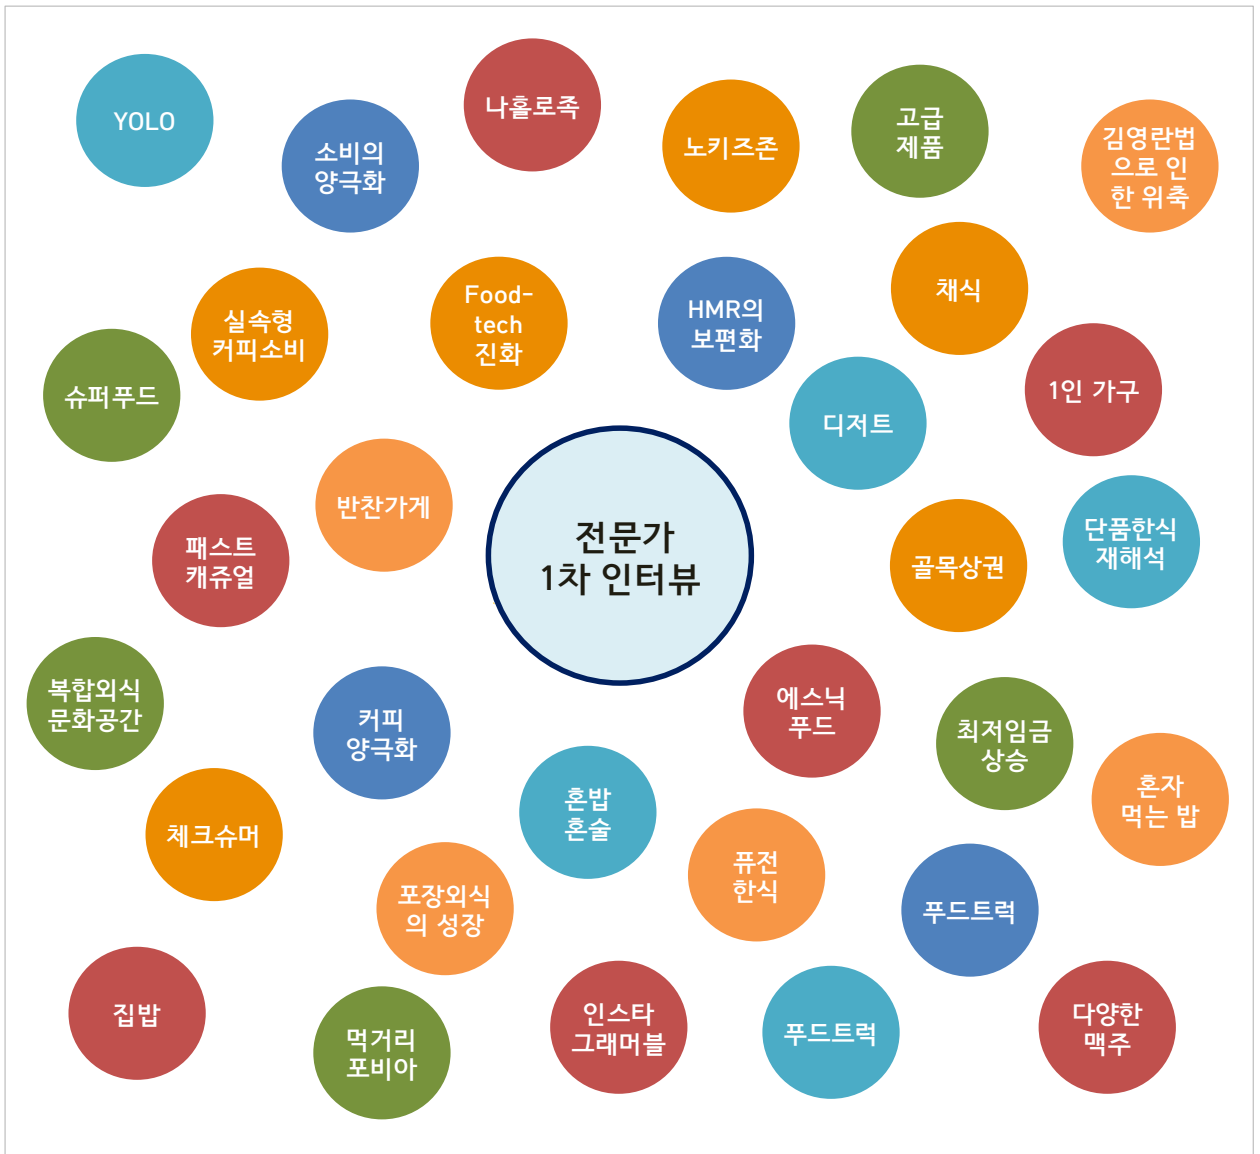 YOLO
소비의
양극화
나홀로족
노키즈존
고급
제품
김영란법
으로 인
한 위축
실속형
커피소비
Food-
tech
진화
HMR의
보편화
채식
슈퍼푸드
디저트
1인 가구
반찬가게
패스트
캐쥬얼
전문가
1차 인터뷰
골목상권
단품한식
재해석
복합외식
문화공간
커피
양극화
에스닉
푸드
최저임금
상승
혼자
먹는 밥
체크슈머
혼밥
혼술
포장외식
의 성장
퓨전
한식
푸드트럭
집밥
먹거리
포비아
인스타
그래머블
푸드트럭
다양한
맥주